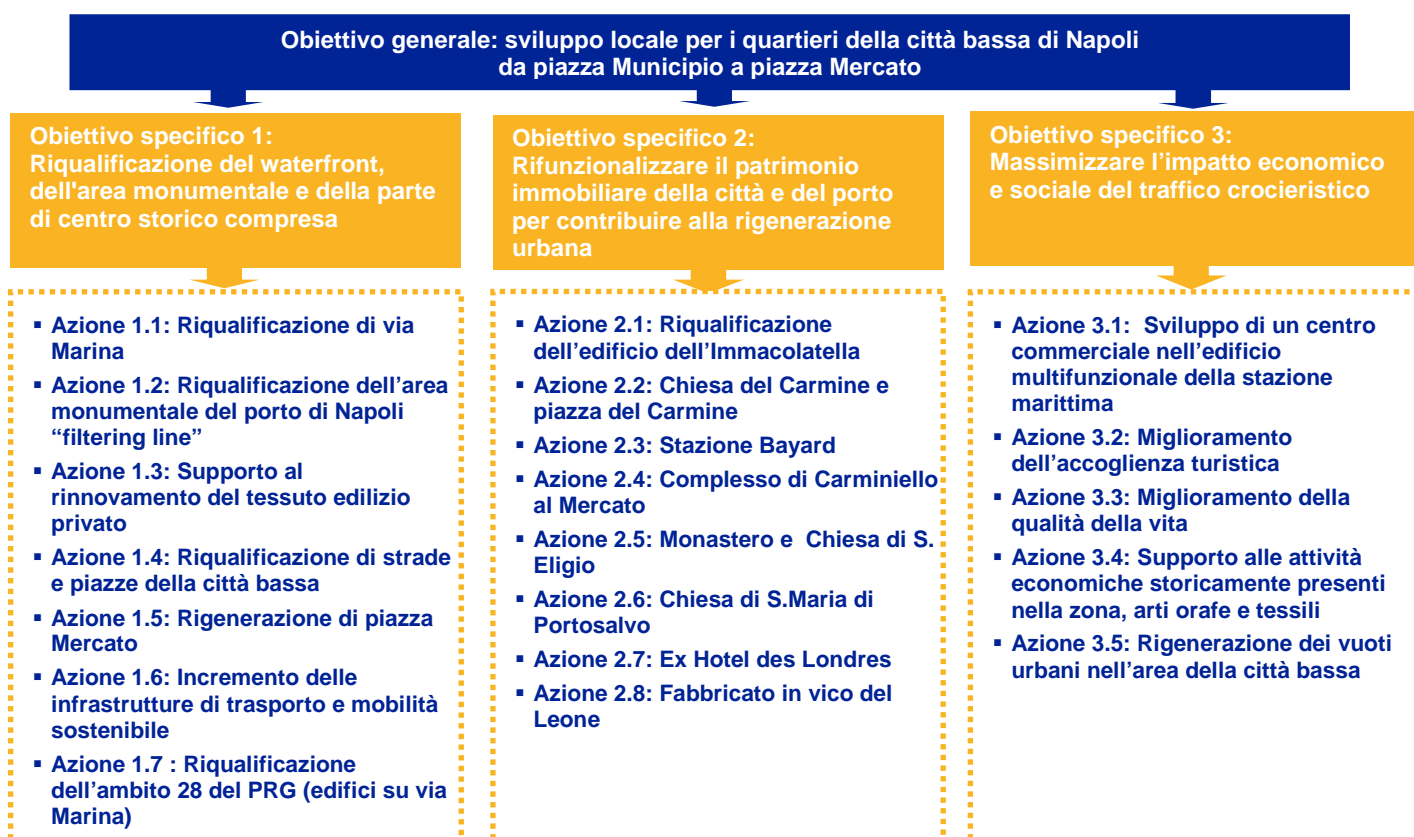 Obiettivo generale: sviluppo locale per i quartieri della città bassa di Napoli
da piazza Municipio a piazza Mercato
Obiettivo specifico 1:
Riqualificazione del waterfront,
dell'area monumentale e della parte
di centro storico compresa
▪ Azione 1.1: Riqualificazione di via
Marina
▪ Azione 1.2: Riqualificazione dell'area
monumentale del porto di Napoli
“filtering line”
▪ Azione 1.3: Supporto al
rinnovamento del tessuto edilizio
privato
▪ Azione 1.4: Riqualificazione di strade
e piazze della città bassa
▪ Azione 1.5: Rigenerazione di piazza
Mercato
▪ Azione 1.6: Incremento delle
infrastrutture di trasporto e mobilità
sostenibile
▪ Azione 1.7 : Riqualificazione
dell’ambito 28 del PRG (edifici su via
Marina)
Obiettivo specifico 2:
Rifunzionalizzare il patrimonio
immobiliare della città e del porto
per contribuire alla rigenerazione
urbana
▪ Azione 2.1: Riqualificazione
dell’edificio dell’Immacolatella
▪ Azione 2.2: Chiesa del Carmine e
piazza del Carmine
▪ Azione 2.3: Stazione Bayard
▪ Azione 2.4: Complesso di Carminiello
al Mercato
▪ Azione 2.5: Monastero e Chiesa di S.
Eligio
▪ Azione 2.6: Chiesa di S.Maria di
Portosalvo
▪ Azione 2.7: Ex Hotel des Londres
▪ Azione 2.8: Fabbricato in vico del
Leone
Obiettivo specifico 3:
Massimizzare l’impatto economico
e sociale del traffico crocieristico
▪ Azione 3.1: Sviluppo di un centro
commerciale nell’edificio
multifunzionale della stazione
marittima
▪ Azione 3.2: Miglioramento
dell’accoglienza turistica
▪ Azione 3.3: Miglioramento della
qualità della vita
▪ Azione 3.4: Supporto alle attività
economiche storicamente presenti
nella zona, arti orafe e tessili
▪ Azione 3.5: Rigenerazione dei vuoti
urbani nell’area della città bassa